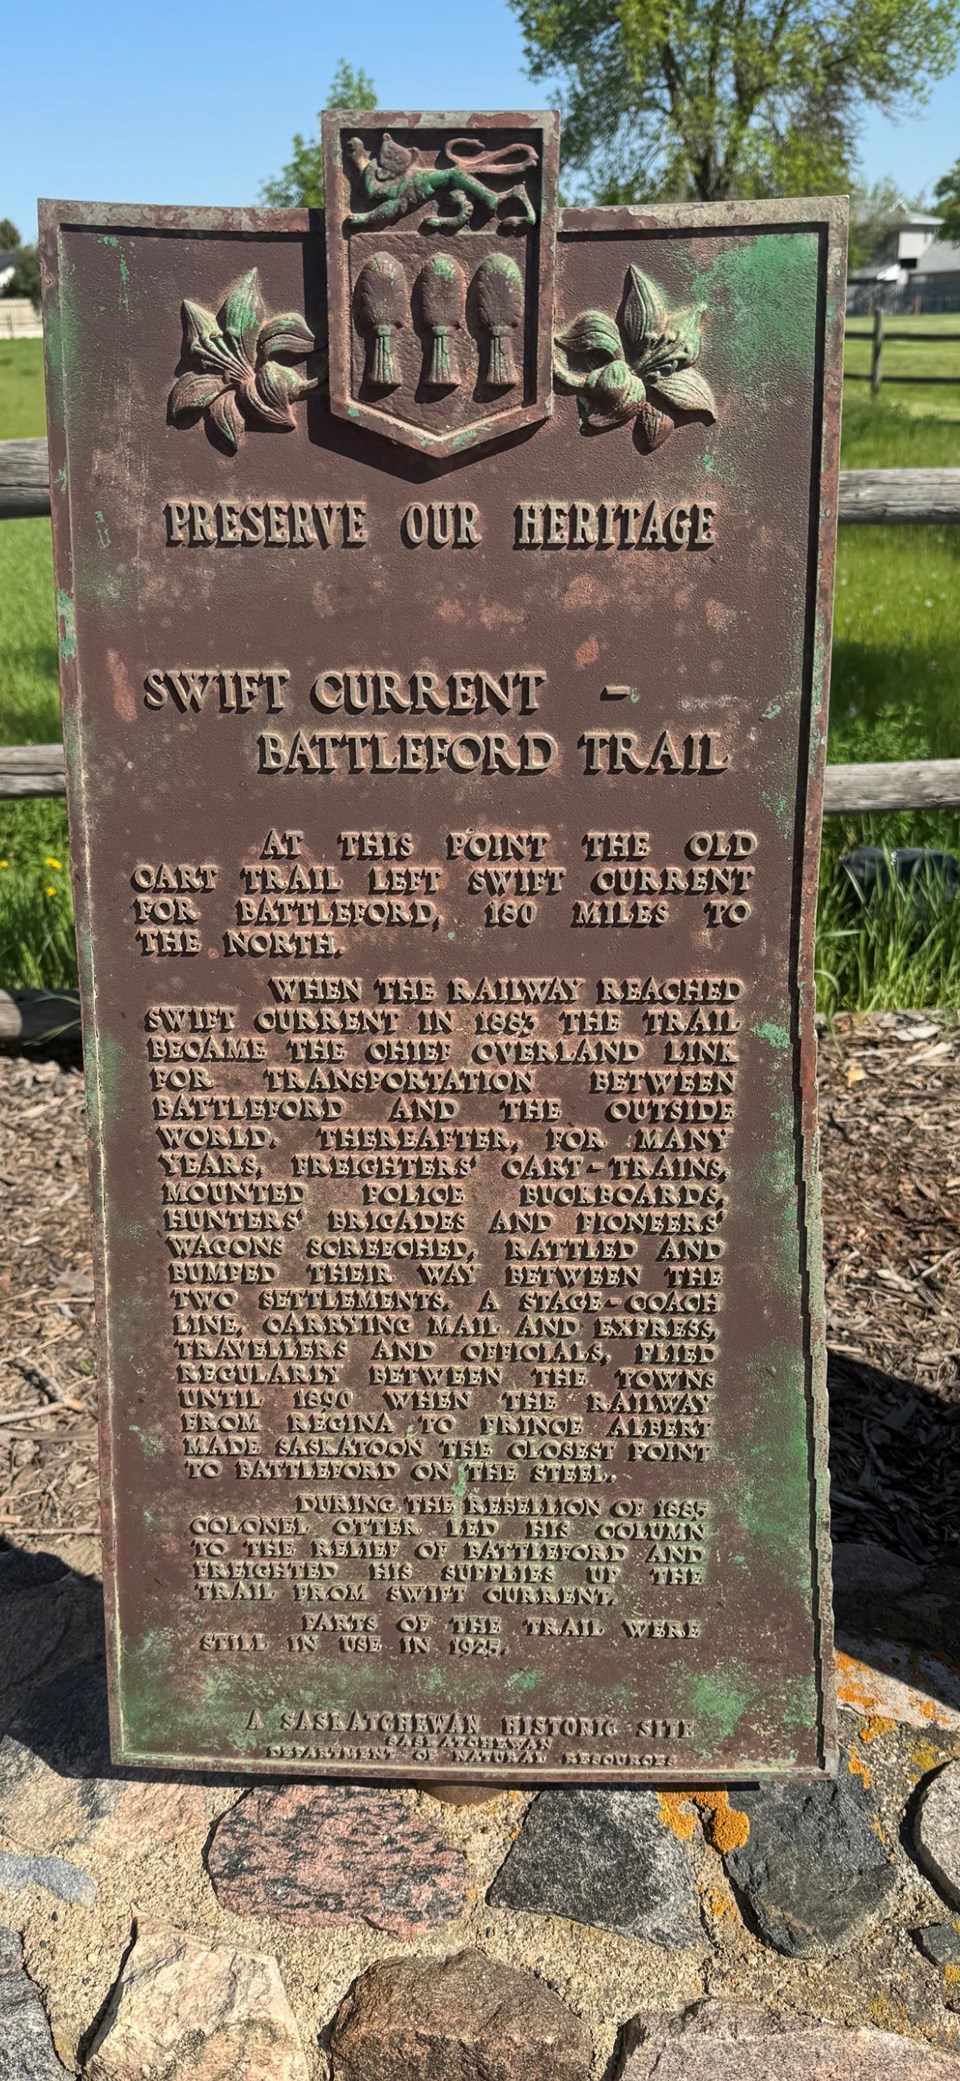 PRESERVE OUR HERITAGE
SWIFT CURRENT –
BATTLEFORD TRAIL
AT THIS POINT THE OLD
CART TRAIL LEFT SWIFT CURRENT
FOR BATTLEFORD, 180 MILES TO
THE NORTH.
WHEN THE RAILWAY REACHED
SWIFT CURRENT IN 1883 THE TRAIL
BECAME THE CHIEF OVERLAND LINK
FOR TRANSPORTATION BETWEEN
BATTLEFORD AND THE OUTSIDE
WORLD. THEREAFTER, FOR MANY
YEARS, FREIGHTERS' CART-TRAINS,
MOUNTED POLICE BUCKBOARDS,
HUNTERS' BRIGADES AND PIONEERS'
WAGONS SCREECHED, RATTLED AND
BUMPED THEIR WAY BETWEEN THE
TWO SETTLEMENTS. A STAGE-COACH
LINE, CARRYING MAIL AND EXPRESS,
TRAVELLERS AND OFFICIALS, PLIED
REGULARLY BETWEEN THE TOWNS
UNTIL 1890 WHEN THE RAILWAY
FROM REGINA TO PRINCE ALBERT
MADE SASKATOON THE CLOSEST POINT
TO BATTLEFORD ON THE STEEL.
DURING THE REBELLION OF 1885
COLONEL OTTER LED HIS COLUMN
TO THE RELIEF OF BATTLEFORD AND
FREIGHTED HIS SUPPLIES UP THE
TRAIL FROM SWIFT CURRENT.
PARTS OF THE TRAIL WERE
STILL IN USE IN 1925.
A SASKATCHEWAN HISTORIC SITE
SASKATCHEWAN
DEPARTMENT OF NATURAL RESOURCES